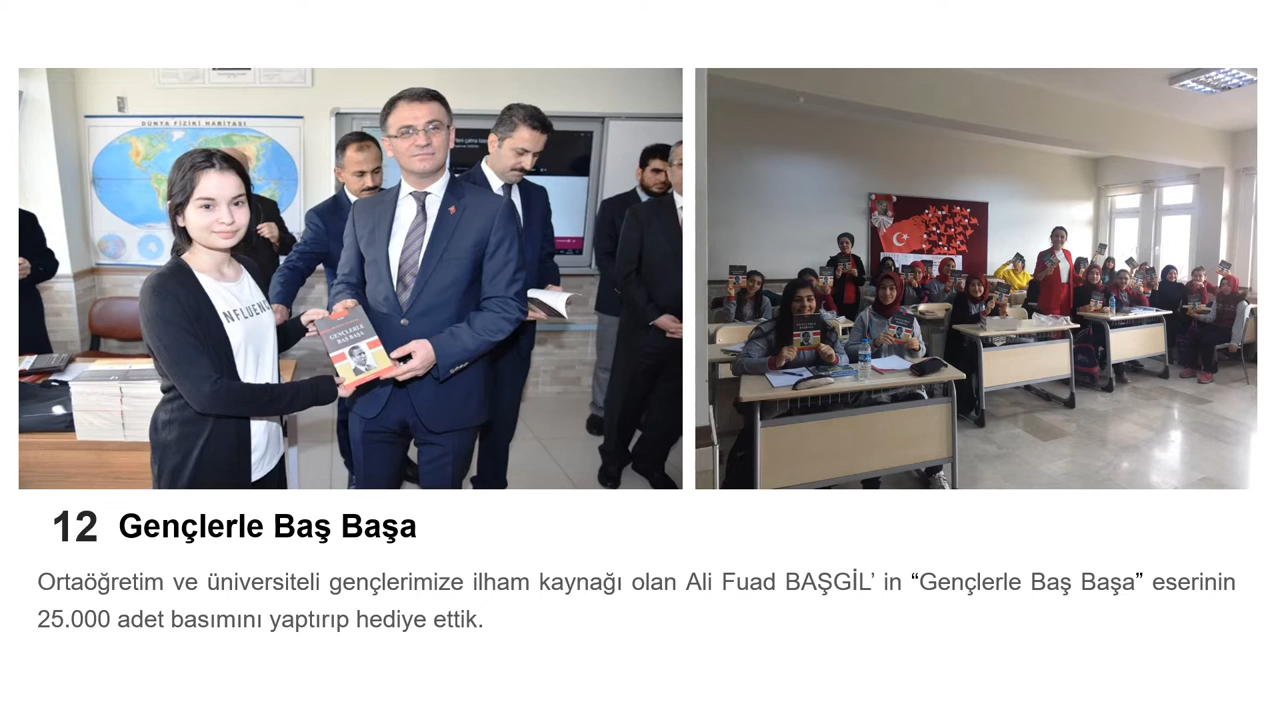 DÜNYA FİZİKİ HARİTASI
NFLUENC
GENÇLERLE
BAŞ BAŞA
12 Gençlerle Baş Başa
Ortaöğretim ve üniversiteli gençlerimize ilham kaynağı olan Ali Fuad BAŞGİL’ in “Gençlerle Baş Başa” eserinin
25.000 adet basımını yaptırıp hediye ettik.